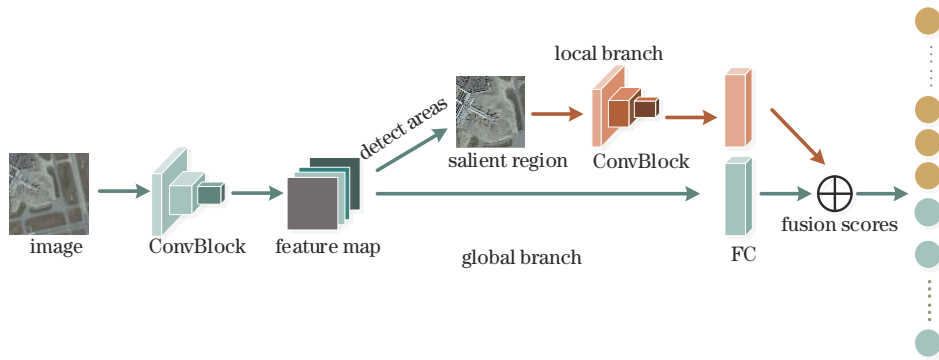 local branch
detect areas
salient region
ConvBlock
image
ConvBlock
feature map
global branch
FC
fusion scores